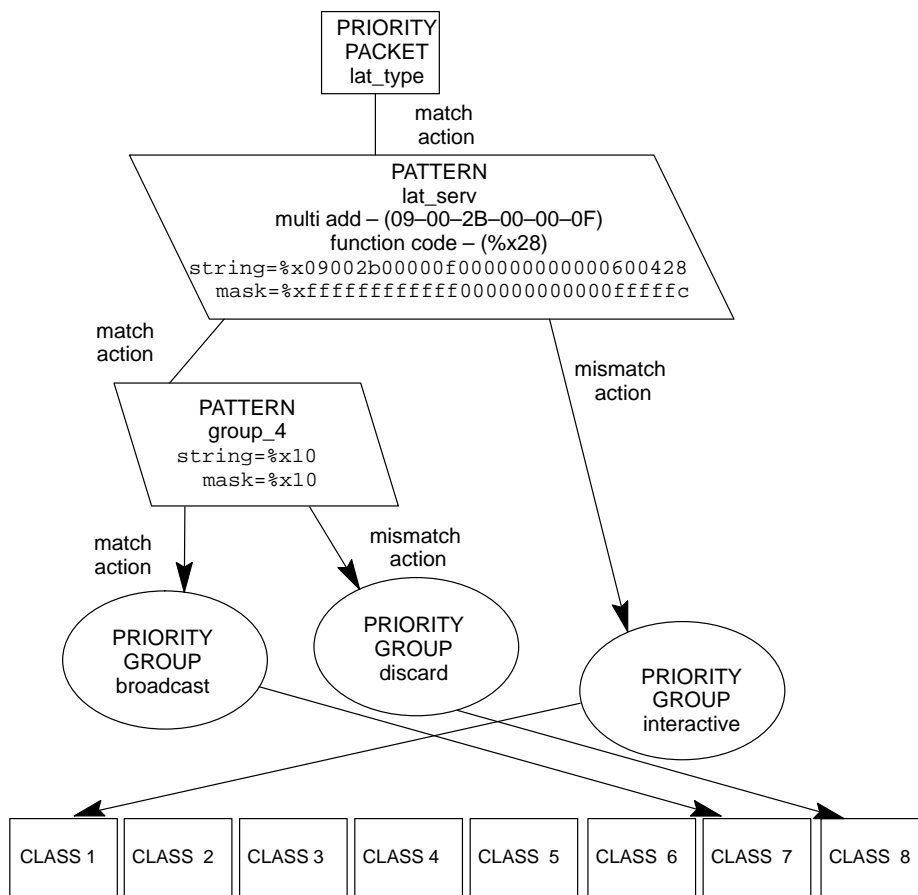 PRIORITY
PACKET
lat_type
match
action
PATTERN
lat_serv
multi add – (09–00–2B–00–00–0F)
function code – (%x28)
string=%x09002b00000f000000000000600428
mask=%xffffffffffff000000000000fffffc
match
action
mismatch
action
PATTERN
group_4
string=%x10
mask=%x10
match
action
mismatch
action
PRIORITY
GROUP
broadcast
PRIORITY
GROUP
discard
PRIORITY
GROUP
interactive
CLASS 1
CLASS 2
CLASS 3
CLASS 4
CLASS 5
CLASS 6
CLASS 7
CLASS 8